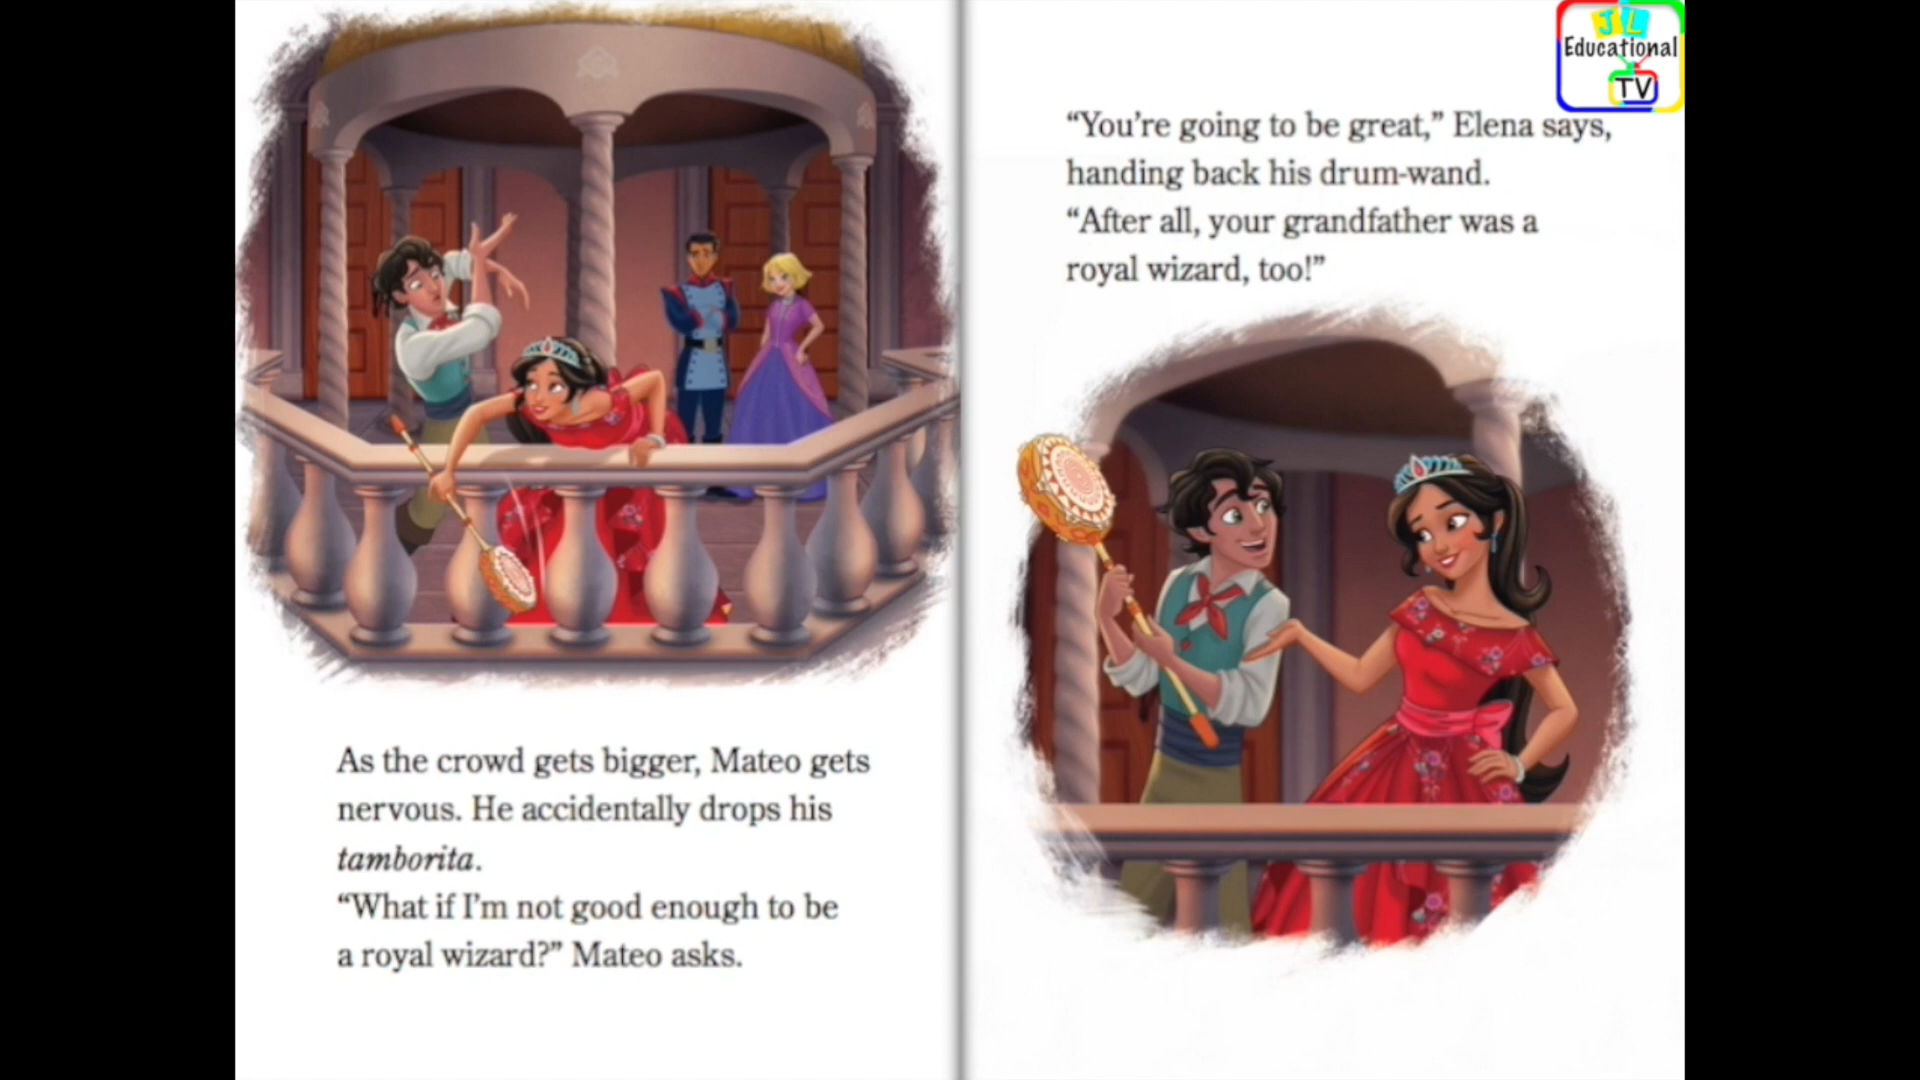 As the crowd gets bigger, Mateo gets
nervous. He accidentally drops his
tamborita.
“What if I’m not good enough to be
a royal wizard?” Mateo asks.
JL
Educational
TV
“You’re going to be great,” Elena says,
handing back his drum-wand.
“After all, your grandfather was a
royal wizard, too!”